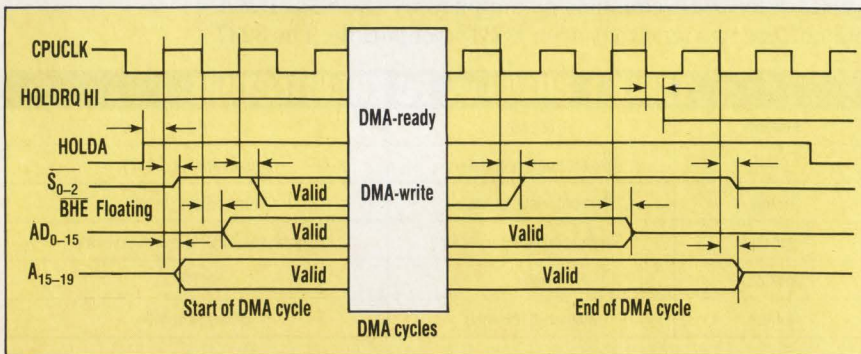 CPUCLK
HOLDRQ HI
DMA-ready
HOLDA
S0–2
Valid
DMA-write
BHE Floating
AD0–15
Valid
Valid
A15–19
Valid
Valid
Start of DMA cycle
End of DMA cycle
DMA cycles